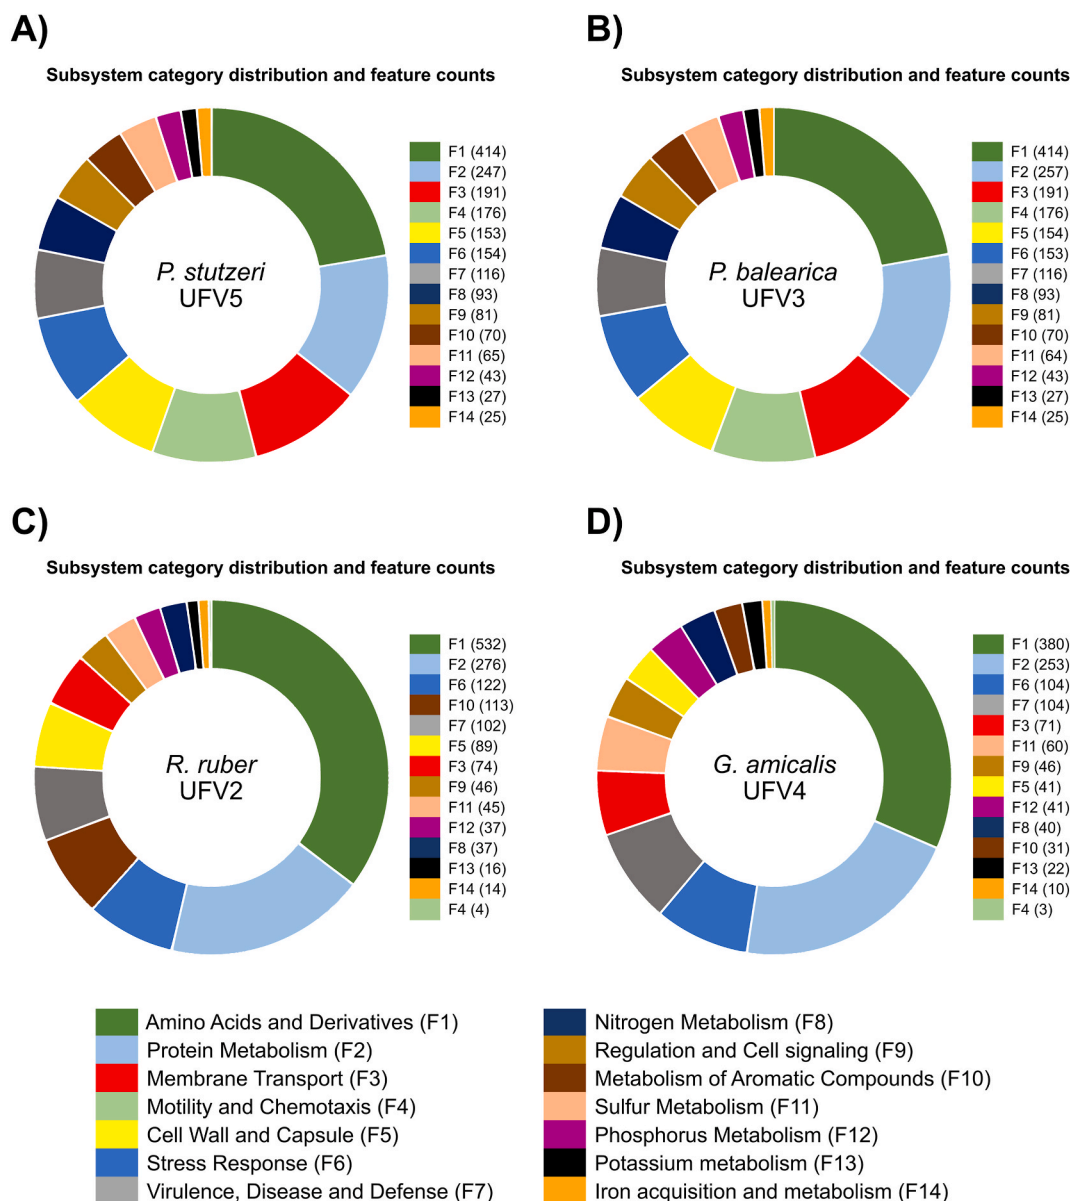 A)
Subsystem category distribution and feature counts
P. stutzeri
UFV5
F1 (414)
F2 (247)
F3 (191)
F4 (176)
F5 (153)
F6 (154)
F7 (116)
F8 (93)
F9 (81)
F10 (70)
F11 (65)
F12 (43)
F13 (27)
F14 (25)
B)
Subsystem category distribution and feature counts
P. balearica
UFV3
F1 (414)
F2 (257)
F3 (191)
F4 (176)
F5 (154)
F6 (153)
F7 (116)
F8 (93)
F9 (81)
F10 (70)
F11 (64)
F12 (43)
F13 (27)
F14 (25)
C)
Subsystem category distribution and feature counts
R. ruber
UFV2
F1 (532)
F2 (276)
F6 (122)
F10 (113)
F7 (102)
F5 (89)
F3 (74)
F9 (46)
F11 (45)
F12 (37)
F8 (37)
F13 (16)
F14 (14)
F4 (4)
D)
Subsystem category distribution and feature counts
G. amicalis
UFV4
F1 (380)
F2 (253)
F6 (104)
F7 (104)
F3 (71)
F11 (60)
F9 (46)
F5 (41)
F12 (41)
F8 (40)
F10 (31)
F13 (22)
F14 (10)
F4 (3)
Amino Acids and Derivatives (F1)
Protein Metabolism (F2)
Membrane Transport (F3)
Motility and Chemotaxis (F4)
Cell Wall and Capsule (F5)
Stress Response (F6)
Virulence, Disease and Defense (F7)
Nitrogen Metabolism (F8)
Regulation and Cell signaling (F9)
Metabolism of Aromatic Compounds (F10)
Sulfur Metabolism (F11)
Phosphorus Metabolism (F12)
Potassium metabolism (F13)
Iron acquisition and metabolism (F14)